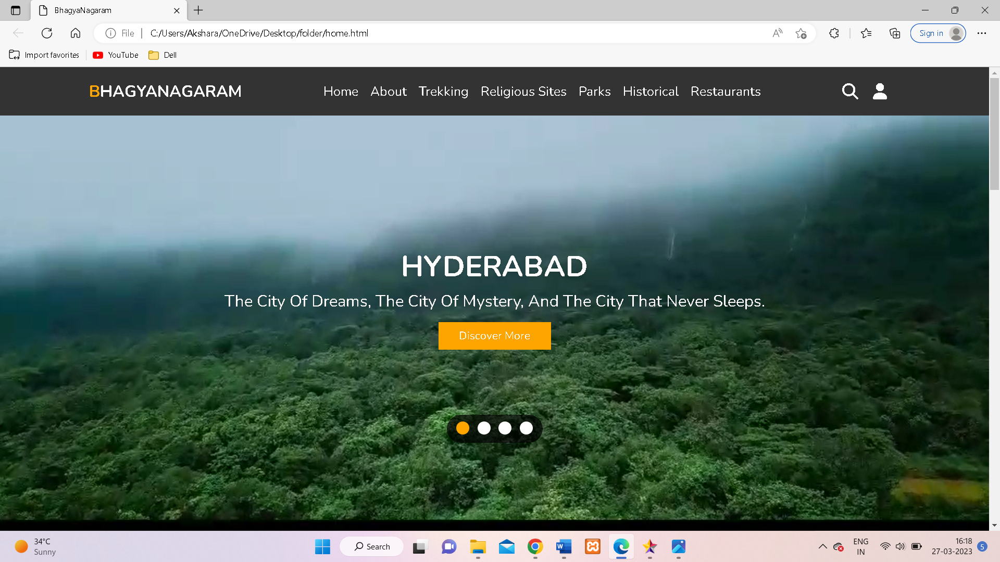 BhagyaNagaram
File
C:/Users/Akshara/OneDrive/Desktop/folder/home.html
Sign in
Import favorites
YouTube
Dell
BHAGYANAGARAM
Home About Trekking Religious Sites Parks Historical Restaurants
HYDERABAD
The City Of Dreams, The City Of Mystery, And The City That Never Sleeps.
Discover More
34°C
Sunny
Search
ENG
IN
16:18
27-03-2023
5